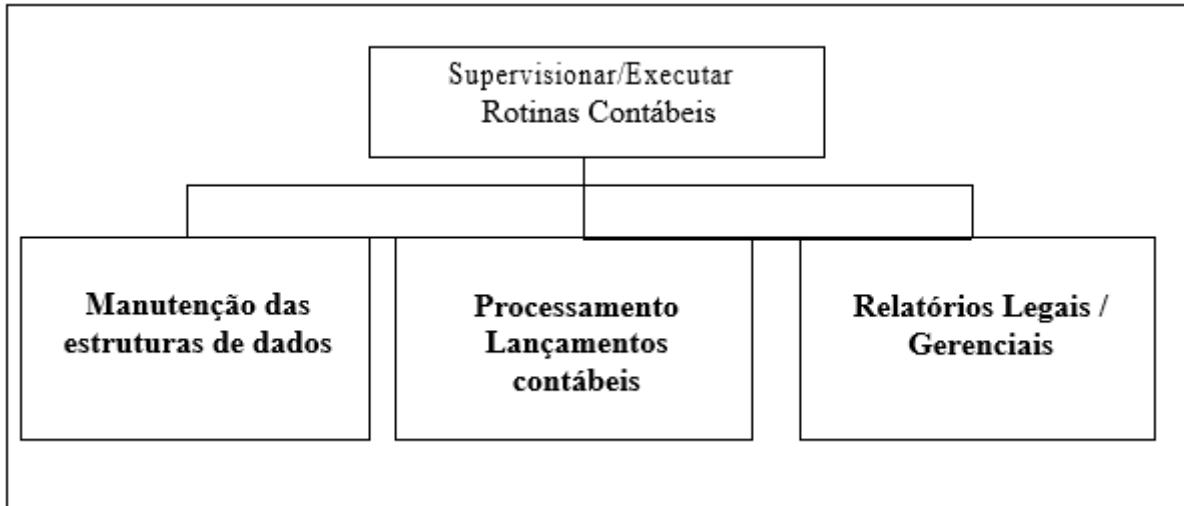 Supervisionar/Executar
Rotinas Contábeis
Manutenção das
estruturas de dados
Processamento
Lançamentos
contábeis
Relatórios Legais /
Gerenciais